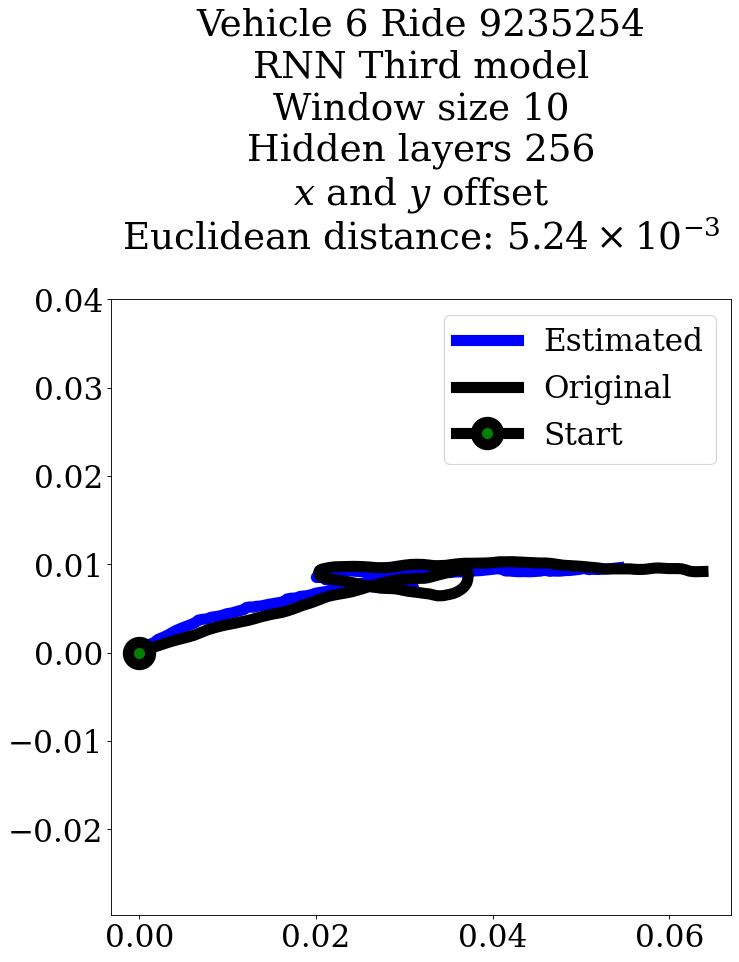 Vehicle 6 Ride 9235254
RNN Third model
Window size 10
Hidden layers 256
x and y offset
Euclidean distance: 5.24 × 10⁻³
0.04
0.03
0.02
0.01
0.00
−0.01
−0.02
Estimated
Original
Start
0.00 0.02 0.04 0.06